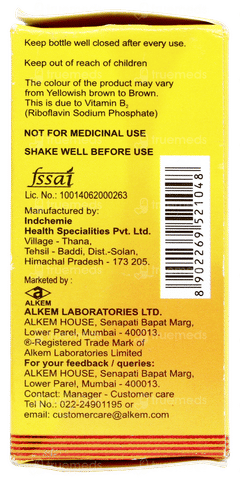 Keep bottle well closed after every use.
Keep out of reach of children
The colour of the product may vary
from Yellowish brown to Brown.
This is due to Vitamin B₂
(Riboflavin Sodium Phosphate)
NOT FOR MEDICINAL USE
SHAKE WELL BEFORE USE
fssai
Lic. No.: 10014062000263
Manufactured by:
Indchemie
Health Specialities Pvt. Ltd.
Village - Thana,
Tehsil - Baddi, Dist.-Solan,
Himachal Pradesh - 173 205.
8902269521048
Marketed by :
a
ALKEM
ALKEM LABORATORIES LTD.
ALKEM HOUSE, Senapati Bapat Marg,
Lower Parel, Mumbai - 400013.
®-Registered Trade Mark of
Alkem Laboratories Limited
For your feedback / queries:
ALKEM HOUSE, Senapati Bapat Marg,
Lower Parel, Mumbai - 400013.
Contact: Manager - Customer care
Tel No.: 022-24901195 or
email: customercare@alkem.com